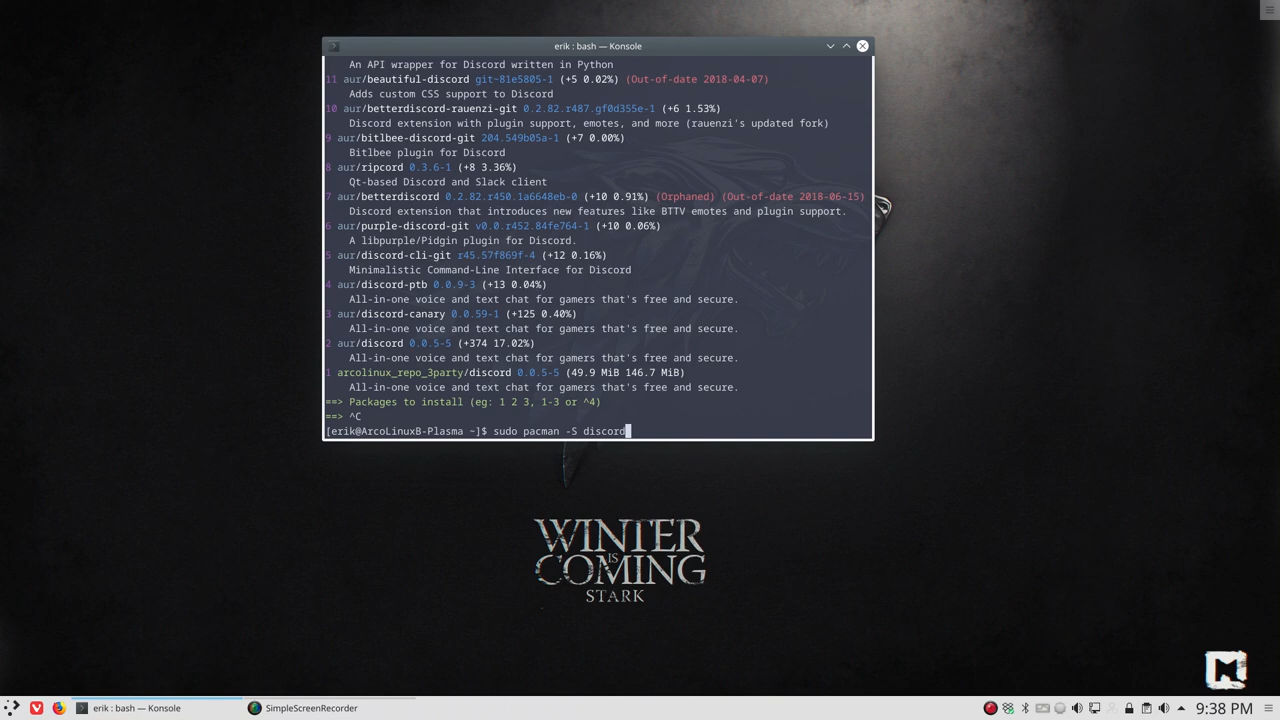 erik : bash — Konsole
An API wrapper for Discord written in Python
11 aur/beautiful-discord git~81e5805-1 (+5 0.02%) (Out-of-date 2018-04-07)
Adds custom CSS support to Discord
10 aur/betterdiscord-rauenzi-git 0.2.82.r487.gf0d355e-1 (+6 1.53%)
Discord extension with plugin support, emotes, and more (rauenzi's updated fork)
9 aur/bitlbee-discord-git 204.549b05a-1 (+7 0.00%)
Bitlbee plugin for Discord
8 aur/ripcord 0.3.6-1 (+8 3.36%)
Qt-based Discord and Slack client
7 aur/betterdiscord 0.2.82.r450.1a6648eb-0 (+10 0.91%) (Orphaned) (Out-of-date 2018-06-15)
Discord extension that introduces new features like BTTV emotes and plugin support.
6 aur/purple-discord-git v0.0.r452.84fe764-1 (+10 0.06%)
A libpurple/Pidgin plugin for Discord.
5 aur/discord-cli-git r45.57f869f-4 (+12 0.16%)
Minimalistic Command-Line Interface for Discord
4 aur/discord-ptb 0.0.9-3 (+13 0.04%)
All-in-one voice and text chat for gamers that's free and secure.
3 aur/discord-canary 0.0.59-1 (+125 0.40%)
All-in-one voice and text chat for gamers that's free and secure.
2 aur/discord 0.0.5-5 (+374 17.02%)
All-in-one voice and text chat for gamers that's free and secure.
1 arcolinux_repo_3party/discord 0.0.5-5 (49.9 MiB 146.7 MiB)
All-in-one voice and text chat for gamers that's free and secure.
==> Packages to install (eg: 1 2 3, 1-3 or ^4)
==> ^C
[erik@ArcoLinuxB-Plasma ~]$ sudo pacman -S discord
WINTER
IS
COMING
STARK
erik : bash — Konsole
SimpleScreenRecorder
9:38 PM